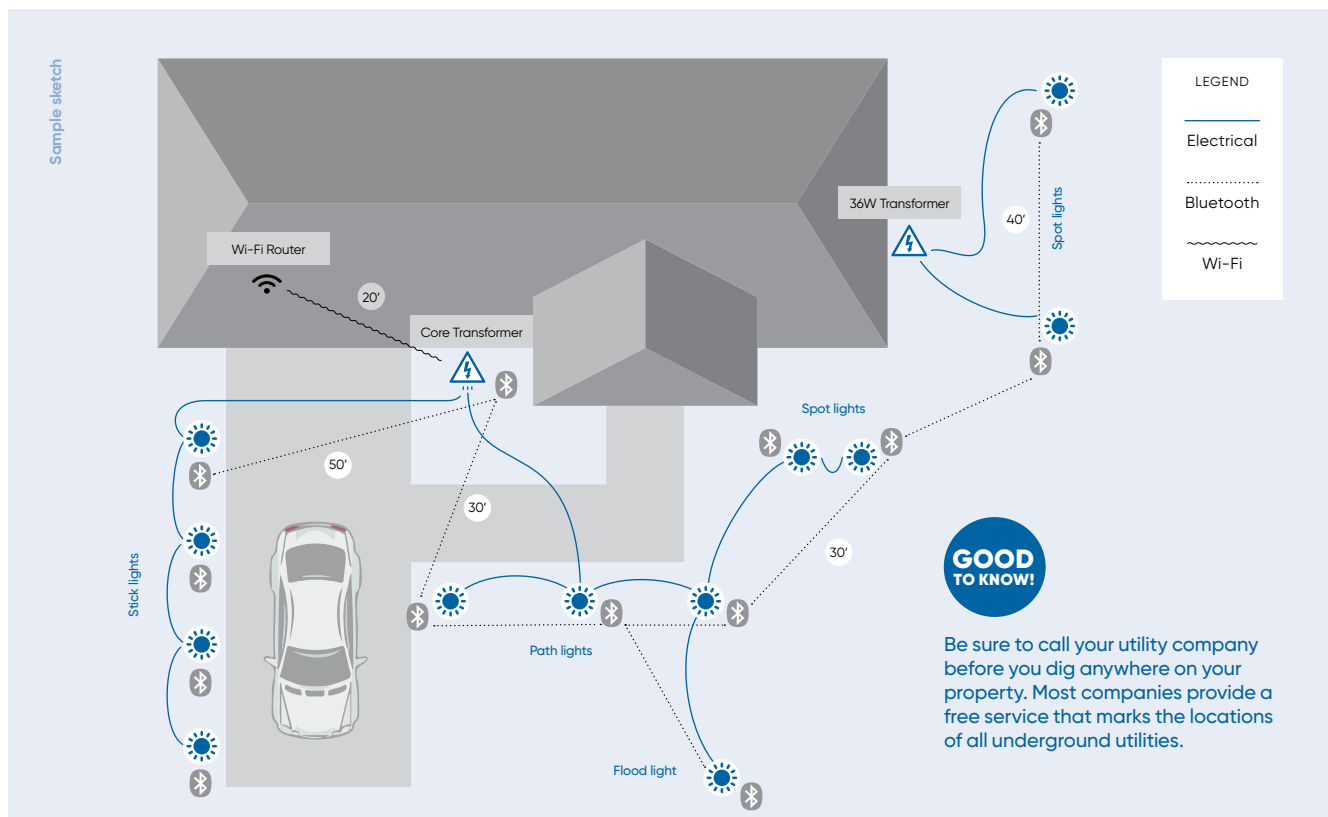 Sample sketch
LEGEND
Electrical
Bluetooth
Wi-Fi
36W Transformer
40′
Spot lights
Wi-Fi Router
20′
Core Transformer
Spot lights
50′
30′
30′
Stick lights
Path lights
Flood light
GOOD
TO KNOW!
Be sure to call your utility company
before you dig anywhere on your
property. Most companies provide a
free service that marks the locations
of all underground utilities.